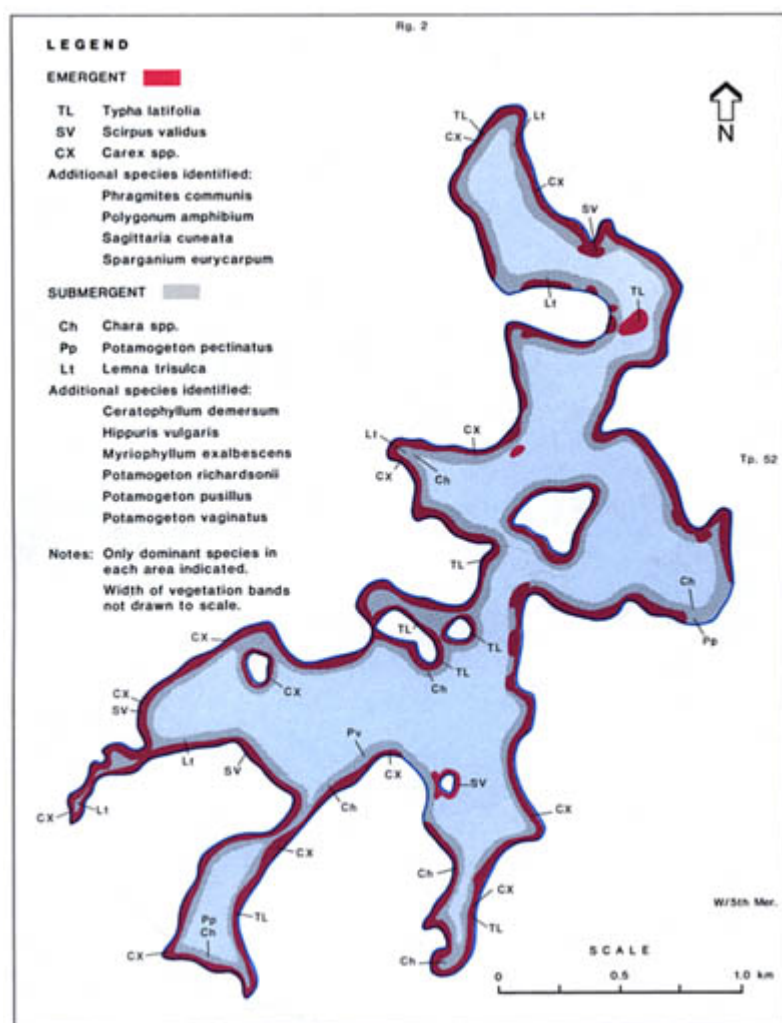 Rg. 2
LEGEND
EMERGENT
TL Typha latifolia
SV Scirpus validus
CX Carex spp.
Additional species identified:
Phragmites communis
Polygonum amphibium
Sagittaria cuneata
Sparganium eurycarpum
SUBMERGENT
Ch Chara spp.
Pp Potamogeton pectinatus
Lt Lemna trisulca
Additional species identified:
Ceratophyllum demersum
Hippuris vulgaris
Myriophyllum exalbescens
Potamogeton richardsonii
Potamogeton pusillus
Potamogeton vaginatus
Notes: Only dominant species in
each area indicated.
Width of vegetation bands
not drawn to scale.
N
TL Lt
CX
CX
SV
TL
Lt
Lt CX
CX Ch
Tp. 52
TL
Ch
Pp
TL
TL
TL
Ch
CX
CX
CX
SV
Lt
Pv
CX
SV
SV
Ch
CX Lt
CX
CX
Ch
CX
TL
TL
Pp
Ch
CX
Ch
W/5th Mer.
SCALE
0 0.5 1.0 km